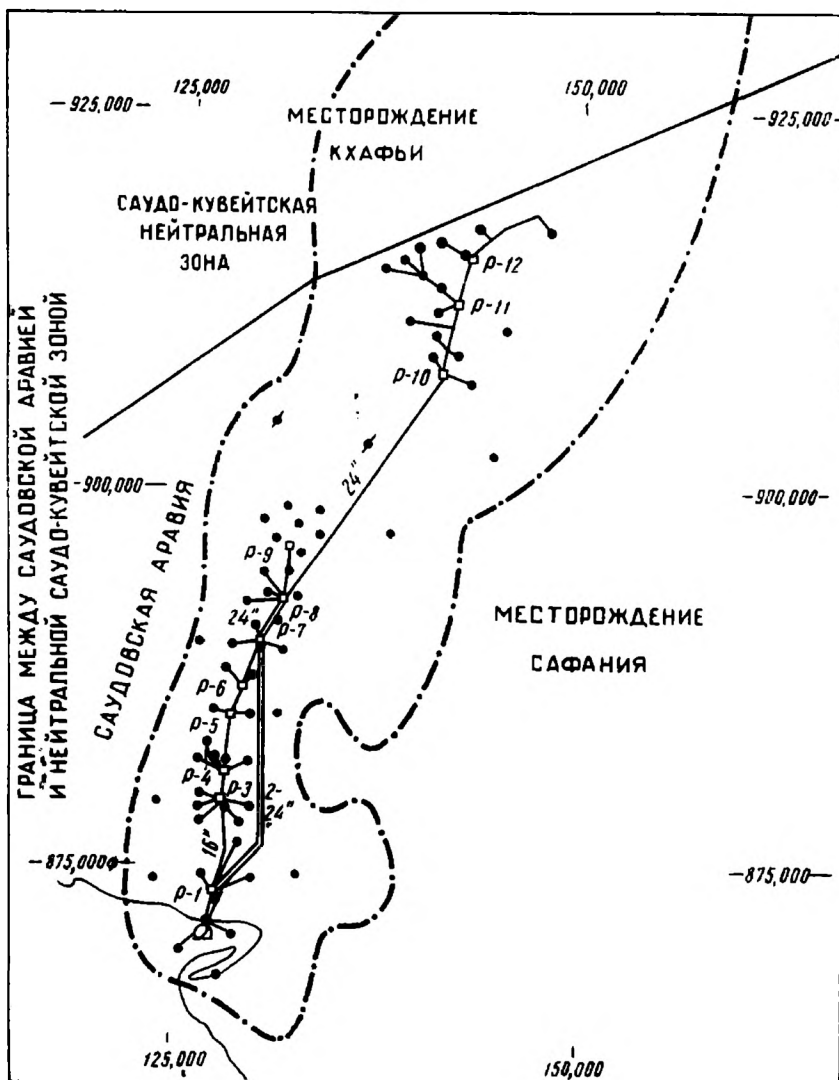 125,000
150,000
-925,000-
-925,000-
МЕСТОРОЖДЕНИЕ
КХАФЬИ
САУДО-КУВЕЙТСКАЯ
НЕЙТРАЛЬНАЯ
ЗОНА
ГРАНИЦА МЕЖДУ САУДОВСКОЙ АРАВИЕЙ
И НЕЙТРАЛЬНОЙ САУДО-КУВЕЙТСКОЙ ЗОНОЙ
САУДОВСКАЯ АРАВИЯ
P-12
P-11
P-10
24"
-900,000-
-900,000-
P-9
P-8
24"
P-7
МЕСТОРОЖДЕНИЕ
САФАНИЯ
P-6
P-5
P-4
P-3
2-
24"
16"
-875,000
-875,000-
P-1
125,000
150,000